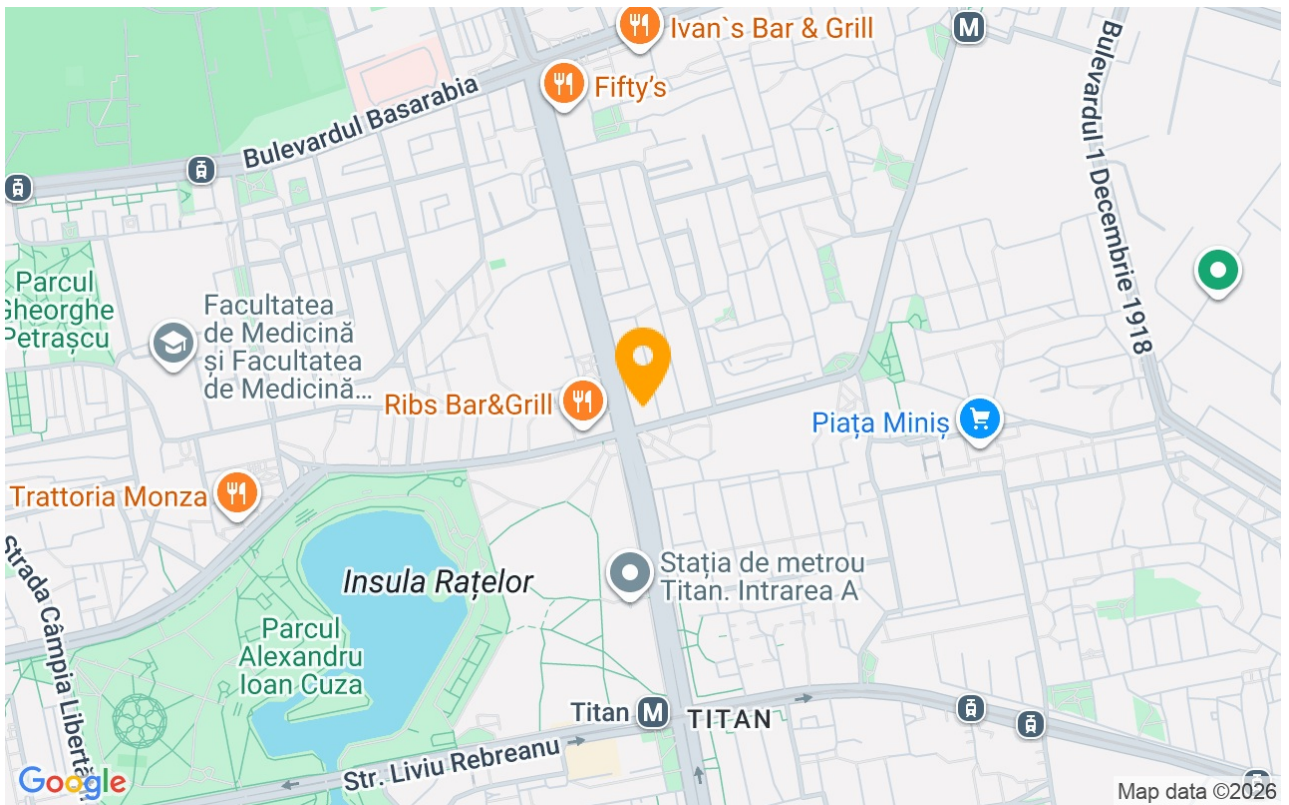 Ivan`s Bar & Grill
M
Fifty's
Bulevardul Basarabia
Bulevardul 1 Decembrie 1918
Parcul
Gheorghe
Petrașcu
Facultatea
de Medicină
și Facultatea
de Medicină...
Ribs Bar&Grill
Piața Miniș
Trattoria Monza
Strada Câmpia Libertă
Insula Rațelor
Stația de metrou
Titan. Intrarea A
Parcul
Alexandru
Ioan Cuza
Titan M
TITAN
Str. Liviu Rebreanu
Google
Map data ©2026